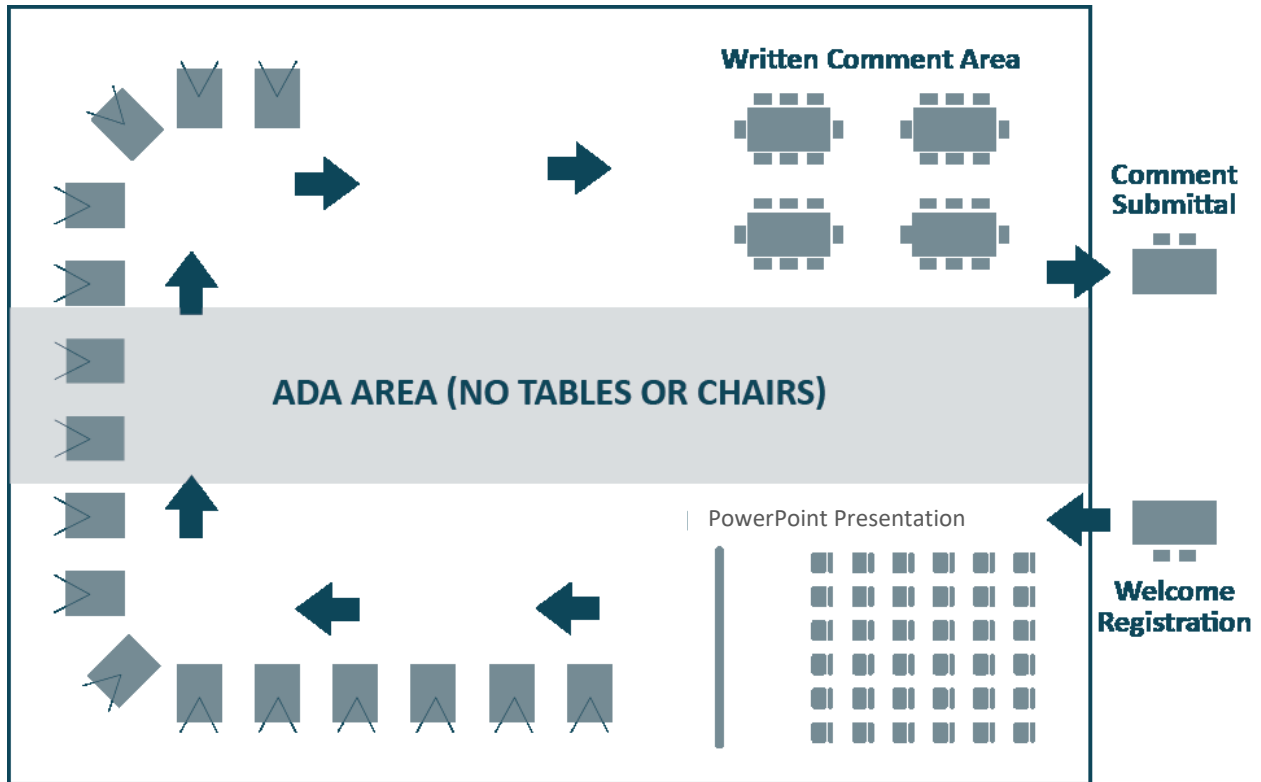 Written Comment Area
Comment
Submittal
ADA AREA (NO TABLES OR CHAIRS)
PowerPoint Presentation
Welcome
Registration